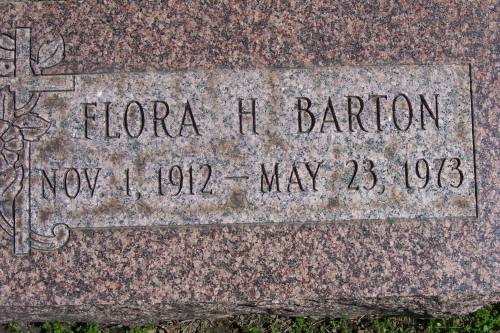 FLORA H BARTON
NOV 1, 1912 – MAY 23, 1973